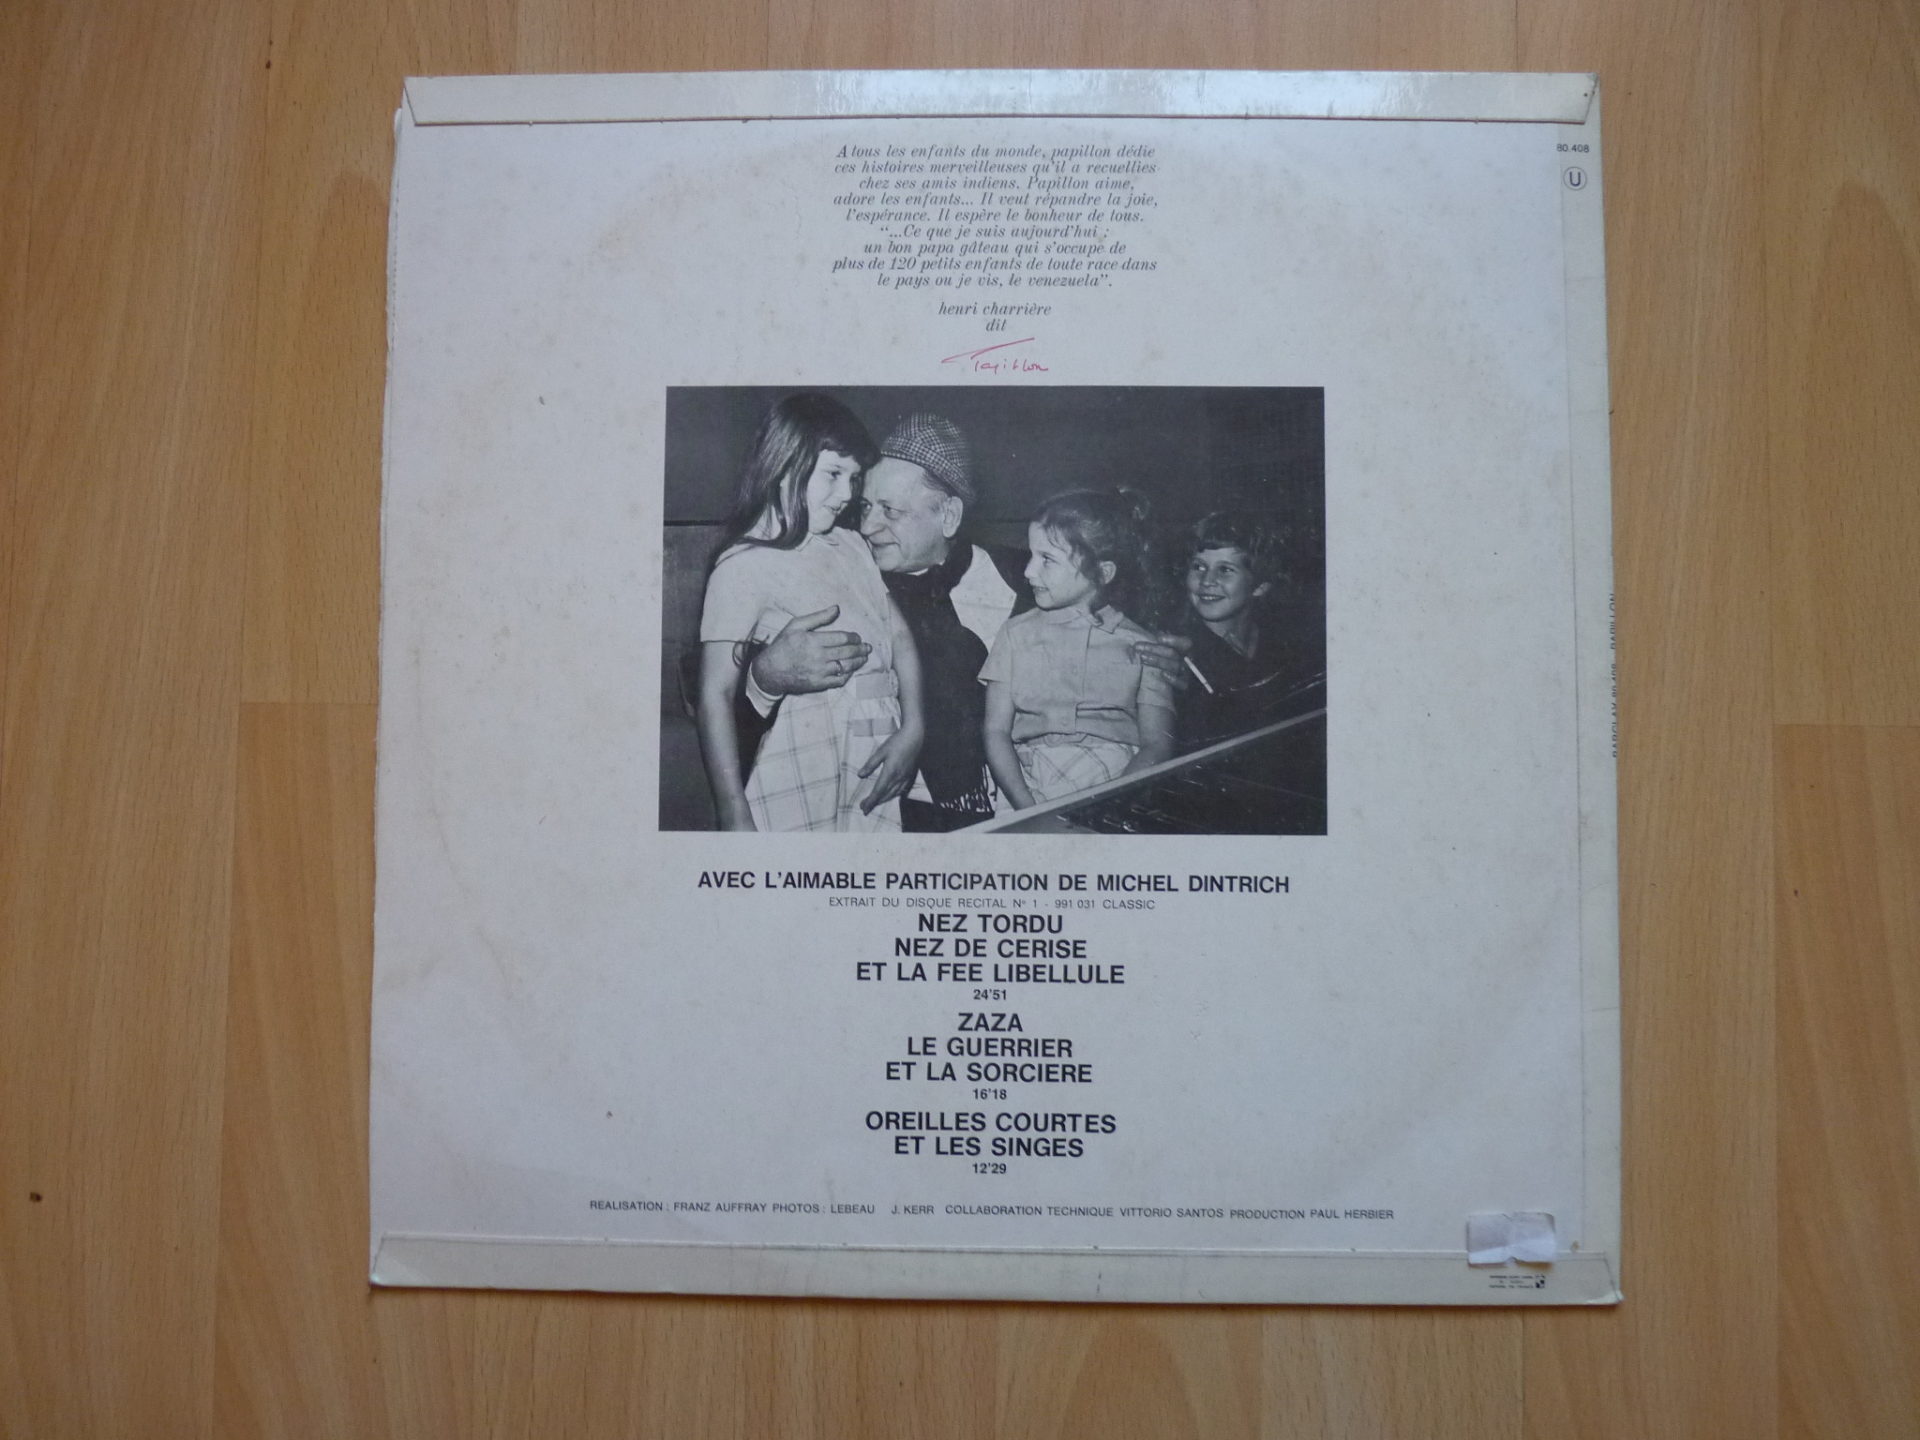 A tous les enfants du monde, papillon dédie
ces histoires merveilleuses qu'il a recuellies
chez ses amis indiens. Papillon aime,
adore les enfants... Il veut répandre la joie,
l'espérance. Il espère le bonheur de tous.
“...Ce que je suis aujourd'hui :
un bon papa gâteau qui s'occupe de
plus de 120 petits enfants de toute race dans
le pays ou je vis, le venezuela”.
henri charrière
dit
Papillon
80.408
U
BARCLAY 80.408 PAPILLON
AVEC L'AIMABLE PARTICIPATION DE MICHEL DINTRICH
EXTRAIT DU DISQUE RECITAL N° 1 - 991.031 CLASSIC
NEZ TORDU
NEZ DE CERISE
ET LA FEE LIBELLULE
24'51
ZAZA
LE GUERRIER
ET LA SORCIERE
16'18
OREILLES COURTES
ET LES SINGES
12'29
REALISATION : FRANZ AUFFRAY PHOTOS : LEBEAU J. KERR COLLABORATION TECHNIQUE VITTORIO SANTOS PRODUCTION PAUL HERBIER